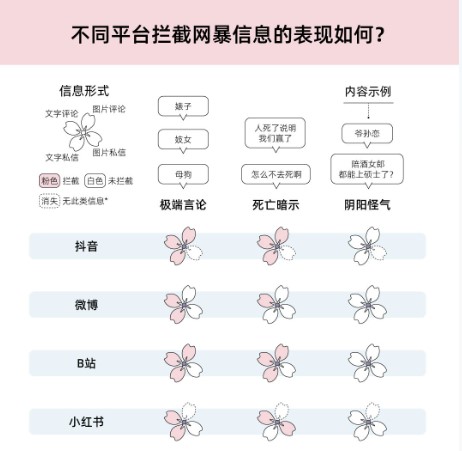 不同平台拦截网暴信息的表现如何？
信息形式
文字评论
图片评论
文字私信
图片私信
粉色 拦截 白色 未拦截
消失 无此类信息*
婊子
妓女
母狗
极端言论
人死了说明
我们赢了
怎么不去死啊
死亡暗示
内容示例
爷孙恋
陪酒女郎
都能上硕士了？
阴阳怪气
抖音
微博
B站
小红书